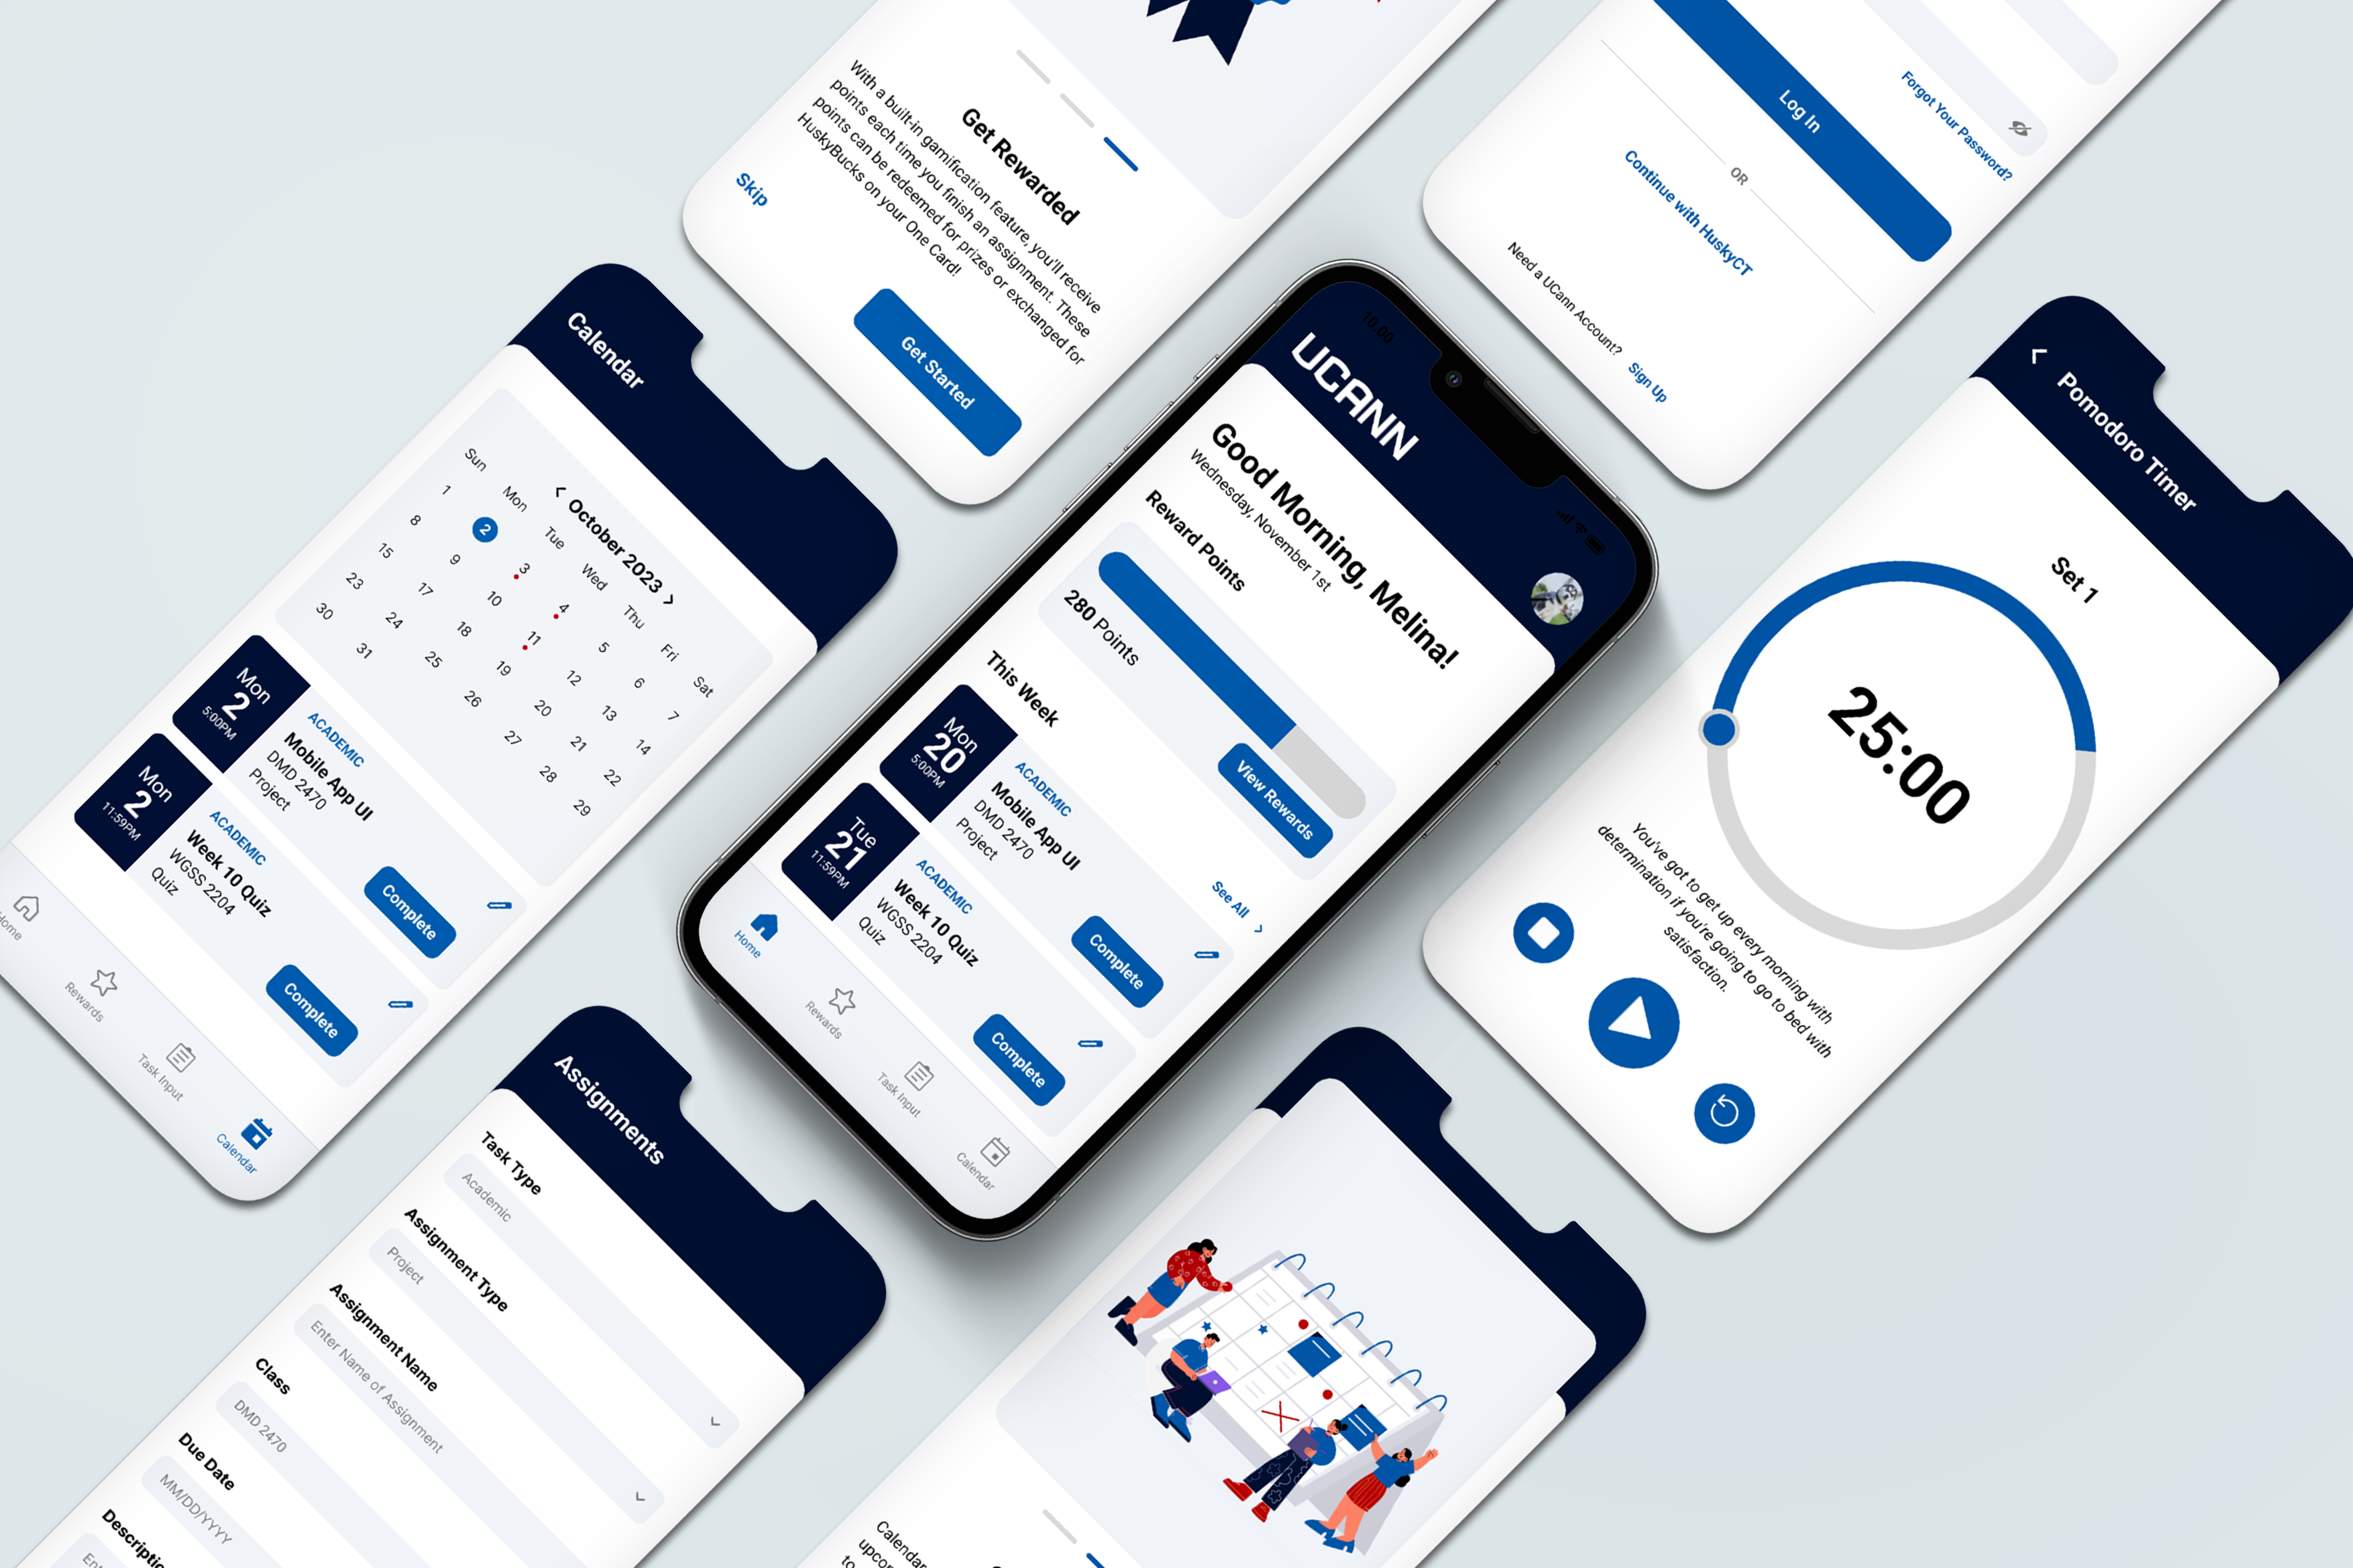 With a built-in gamification feature, you'll receive
points each time you finish an assignment. These
points can be redeemed for prizes or exchanged for
HuskyBucks on your One Card!
Get Rewarded
Skip
Get Started
Forgot Your Password?
Log In
OR
Continue with HuskyCT
Need a UCann Account? Sign Up
Calendar
October 2023
Sun Mon Tue Wed Thu Fri Sat
1 2 3 4 5 6 7
8 9 10 11 12 13 14
15 17 18 19 20 21 22
23 24 25 26 27 28 29
30 31
Mon
2
5:00PM
ACADEMIC
Mobile App UI
DMD 2470
Project
Complete
Mon
2
11:59PM
ACADEMIC
Week 10 Quiz
WGSS 2204
Quiz
Complete
Home
Rewards
Task Input
Calendar
10:00
UCANN
Good Morning, Melina!
Wednesday, November 1st
Reward Points
280 Points
View Rewards
This Week
See All
Mon
20
5:00PM
ACADEMIC
Mobile App UI
DMD 2470
Project
Complete
Tue
21
11:59PM
ACADEMIC
Week 10 Quiz
WGSS 2204
Quiz
Complete
Home
Rewards
Task Input
Calendar
Pomodoro Timer
Set 1
25:00
You've got to get up every morning with
determination if you're going to go to bed with
satisfaction.
Assignments
Task Type
Academic
Assignment Type
Project
Assignment Name
Enter Name of Assignment
Class
DMD 2470
Due Date
MM/DD/YYYY
Calendar